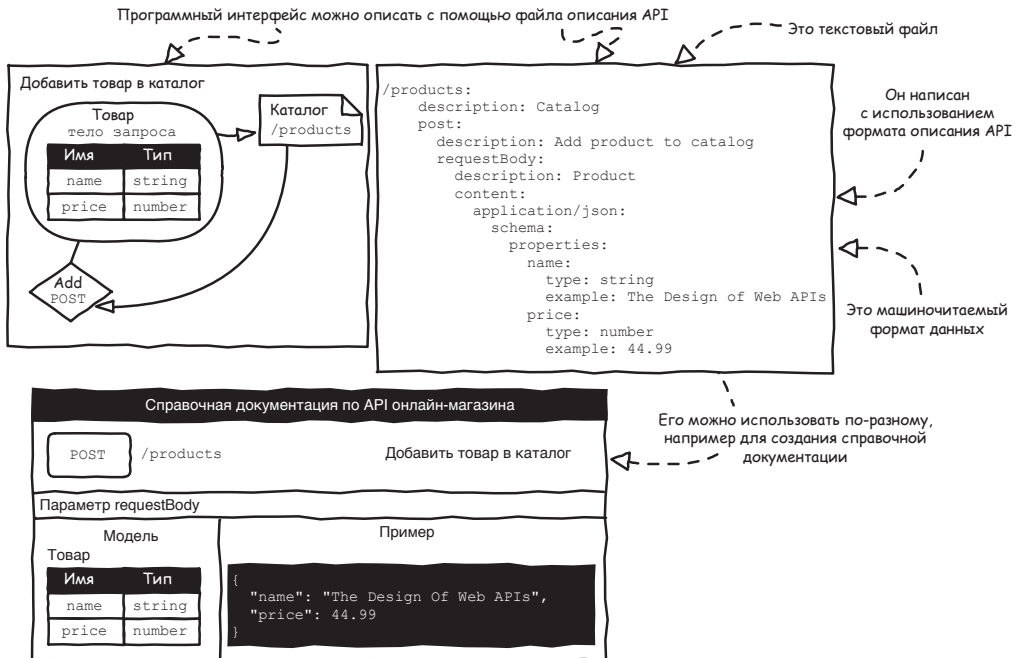 Программный интерфейс можно описать с помощью файла описания API
Это текстовый файл
Добавить товар в каталог
Товар
тело запроса
Имя Тип
name string
price number
Каталог
/products
Add
POST
/products:
description: Catalog
post:
description: Add product to catalog
requestBody:
description: Product
content:
application/json:
schema:
properties:
name:
type: string
example: The Design of Web APIs
price:
type: number
example: 44.99
Он написан
с использованием
формата описания API
Это машиночитаемый
формат данных
Его можно использовать по-разному,
например для создания справочной
документации
Справочная документация по API онлайн-магазина
POST /products Добавить товар в каталог
Параметр requestBody
Модель
Товар
Имя Тип
name string
price number
Пример
{
"name": "The Design Of Web APIs",
"price": 44.99
}